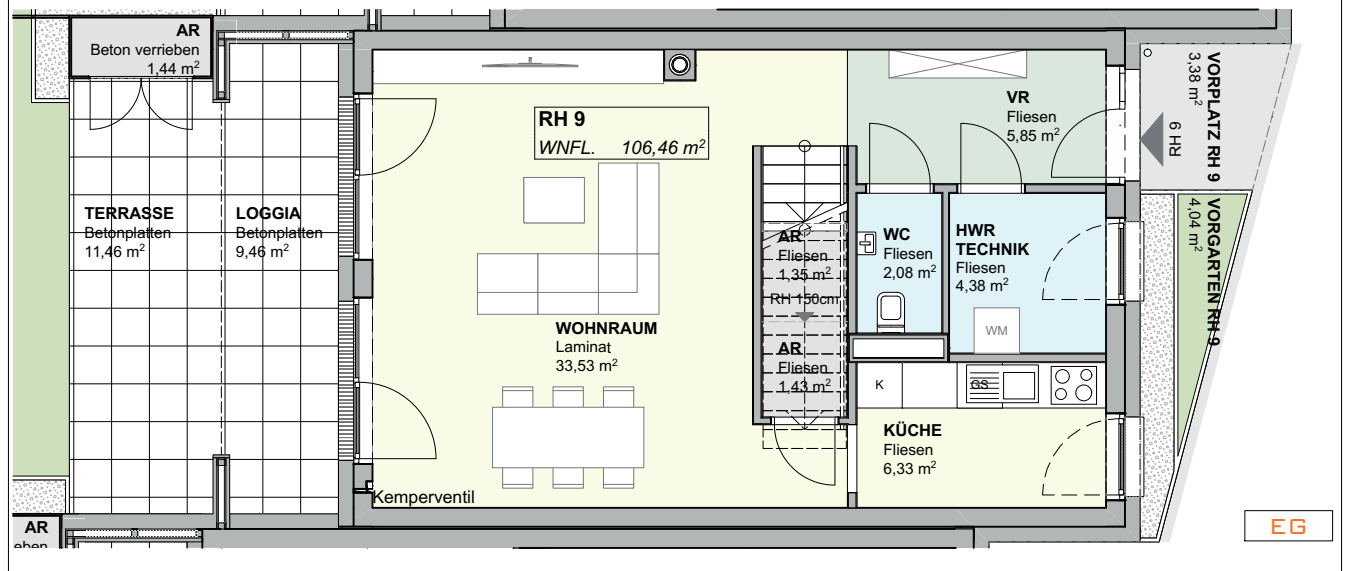 AR
Beton verrieben
1,44 m²
RH 9
WNFL. 106,46 m²
VR
Fliesen
5,85 m²
VORPLATZ RH 9
3,38 m²
RH 9
TERRASSE
Betonplatten
11,46 m²
LOGGIA
Betonplatten
9,46 m²
AR
Fliesen
1,35 m²
RH 150cm
WC
Fliesen
2,08 m²
HWR
TECHNIK
Fliesen
4,38 m²
WM
VORGARTEN RH 9
4,04 m²
WOHNRAUM
Laminat
33,53 m²
AR
Fliesen
1,43 m²
K
GS
KÜCHE
Fliesen
6,33 m²
Kemperventil
AR
eben
EG